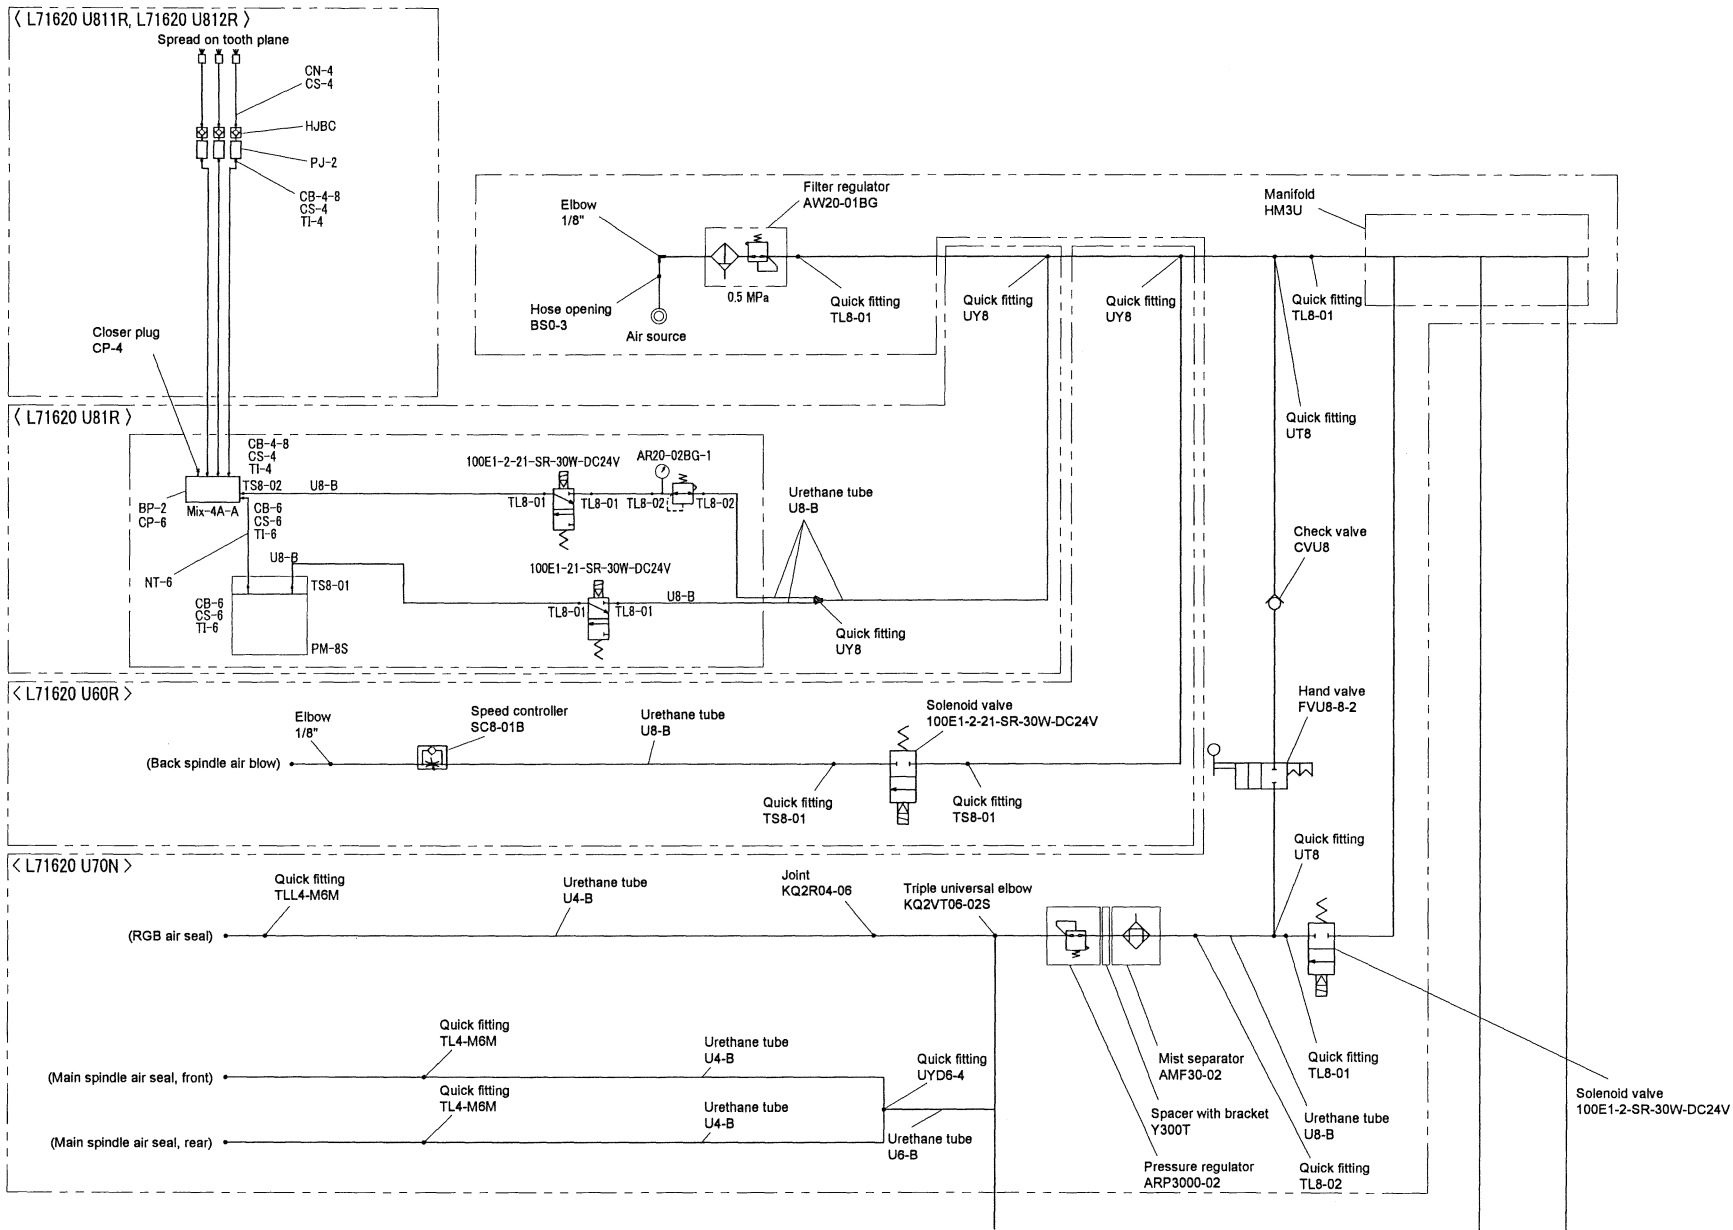 〈 L71620 U811R, L71620 U812R 〉
Spread on tooth plane
CN-4
CS-4
HJBC
PJ-2
CB-4-8
CS-4
TI-4
Closer plug
CP-4
Elbow
1/8"
Filter regulator
AW20-01BG
0.5 MPa
Hose opening
BS0-3
Air source
Quick fitting
TL8-01
Quick fitting
UY8
Quick fitting
UY8
Manifold
HM3U
Quick fitting
TL8-01
Quick fitting
UT8
〈 L71620 U81R 〉
CB-4-8
CS-4
TI-4
TS8-02
U8-B
BP-2
CP-6
Mix-4A-A
CB-6
CS-6
TI-6
NT-6
U8-B
TS8-01
CB-6
CS-6
TI-6
PM-8S
100E1-2-21-SR-30W-DC24V
AR20-02BG-1
TL8-01
TL8-01
TL8-02
TL8-02
100E1-21-SR-30W-DC24V
TL8-01
TL8-01
U8-B
Urethane tube
U8-B
Quick fitting
UY8
Check valve
CVU8
〈 L71620 U60R 〉
(Back spindle air blow)
Elbow
1/8"
Speed controller
SC8-01B
Urethane tube
U8-B
Solenoid valve
100E1-2-21-SR-30W-DC24V
Quick fitting
TS8-01
Quick fitting
TS8-01
Hand valve
FVU8-8-2
Quick fitting
UT8
〈 L71620 U70N 〉
(RGB air seal)
Quick fitting
TLL4-M6M
Urethane tube
U4-B
Joint
KQ2R04-06
Triple universal elbow
KQ2VT06-02S
(Main spindle air seal, front)
Quick fitting
TL4-M6M
Urethane tube
U4-B
(Main spindle air seal, rear)
Quick fitting
TL4-M6M
Urethane tube
U4-B
Quick fitting
UYD6-4
Urethane tube
U6-B
Mist separator
AMF30-02
Spacer with bracket
Y300T
Pressure regulator
ARP3000-02
Quick fitting
TL8-01
Urethane tube
U8-B
Quick fitting
TL8-02
Solenoid valve
100E1-2-SR-30W-DC24V